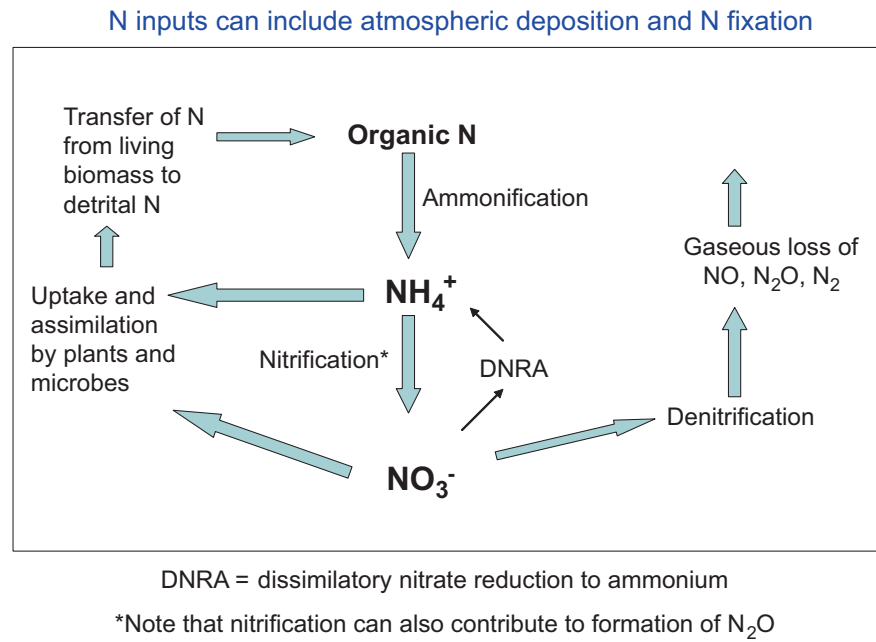 N inputs can include atmospheric deposition and N fixation
Transfer of N
from living
biomass to
detrital N
Organic N
Ammonification
Gaseous loss of
NO, N₂O, N₂
NH₄⁺
Uptake and
assimilation
by plants and
microbes
Nitrification*
DNRA
Denitrification
NO₃⁻
DNRA = dissimilatory nitrate reduction to ammonium
*Note that nitrification can also contribute to formation of N₂O